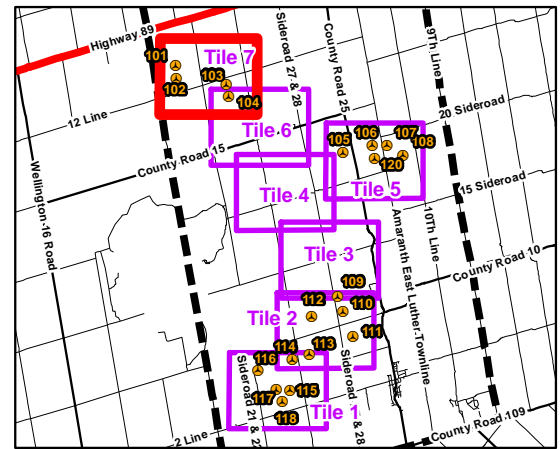 Highway 89
Sideroad 27 & 28
County Road 25
9Th Line
101
Tile 7
103
102
104
12 Line
Tile 6
20 Sideroad
County Road 15
105
106
107
108
120
Tile 5
Wellington 16 Road
Tile 4
15 Sideroad
Amaranth East Luther Townline
10Th Line
Tile 3
County Road 10
109
112
110
Tile 2
111
114
113
116
Sideroad 21 & 22
Sideroad & 28
117
115
118
Tile 1
2 Line
County Road 109